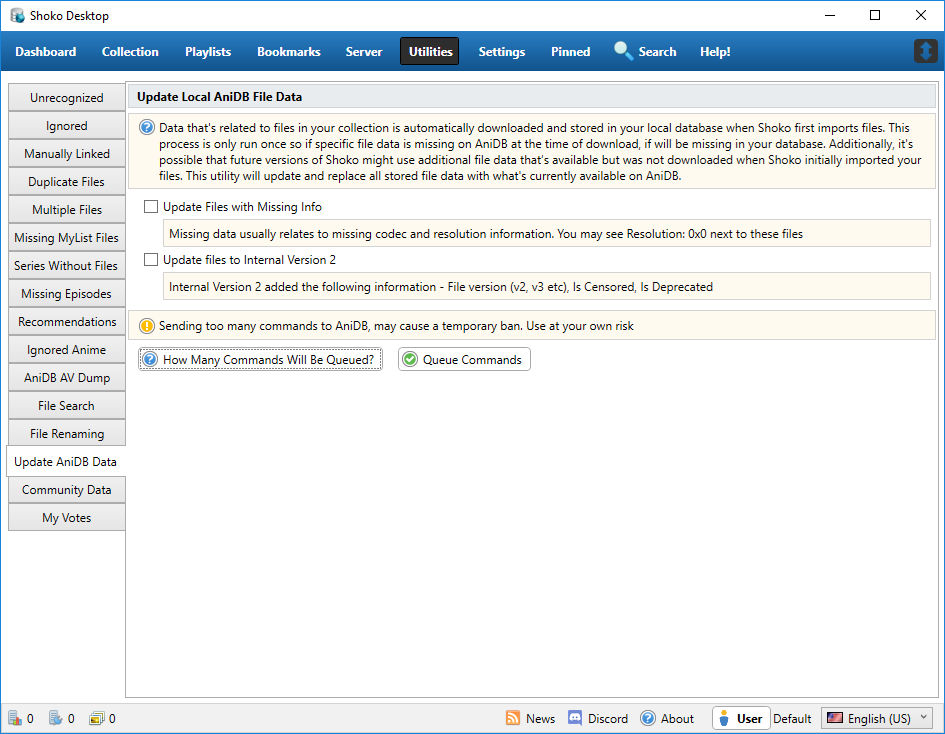 Shoko Desktop
Dashboard Collection Playlists Bookmarks Server Utilities Settings Pinned Search Help!
Unrecognized
Ignored
Manually Linked
Duplicate Files
Multiple Files
Missing MyList Files
Series Without Files
Missing Episodes
Recommendations
Ignored Anime
AniDB AV Dump
File Search
File Renaming
Update AniDB Data
Community Data
My Votes
Update Local AniDB File Data
Data that's related to files in your collection is automatically downloaded and stored in your local database when Shoko first imports files. This
process is only run once so if specific file data is missing on AniDB at the time of download, if will be missing in your database. Additionally, it's
possible that future versions of Shoko might use additional file data that's available but was not downloaded when Shoko initially imported your
files. This utility will update and replace all stored file data with what's currently available on AniDB.
Update Files with Missing Info
Missing data usually relates to missing codec and resolution information. You may see Resolution: 0x0 next to these files
Update files to Internal Version 2
Internal Version 2 added the following information - File version (v2, v3 etc), Is Censored, Is Deprecated
Sending too many commands to AniDB, may cause a temporary ban. Use at your own risk
How Many Commands Will Be Queued? Queue Commands
0 0 0 News Discord About User Default English (US)